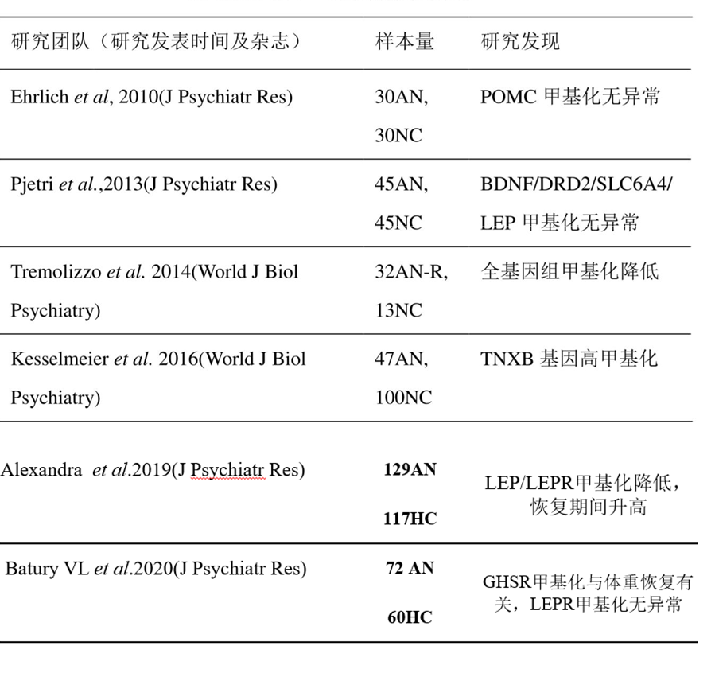 研究团队（研究发表时间及杂志） 样本量 研究发现
Ehrlich et al, 2010(J Psychiatr Res) 30AN, POMC 甲基化无异常
30NC
Pjetri et al.,2013(J Psychiatr Res) 45AN, BDNF/DRD2/SLC6A4/
45NC LEP 甲基化无异常
Tremolizzo et al. 2014(World J Biol 32AN-R, 全基因组甲基化降低
Psychiatry) 13NC
Kesselmeier et al. 2016(World J Biol 47AN, TNXB 基因高甲基化
Psychiatry) 100NC
Alexandra et al.2019(J Psychiatr Res) 129AN LEP/LEPR甲基化降低，
117HC 恢复期间升高
Batury VL et al.2020(J Psychiatr Res) 72 AN GHSR甲基化与体重恢复有
60HC 关，LEPR甲基化无异常